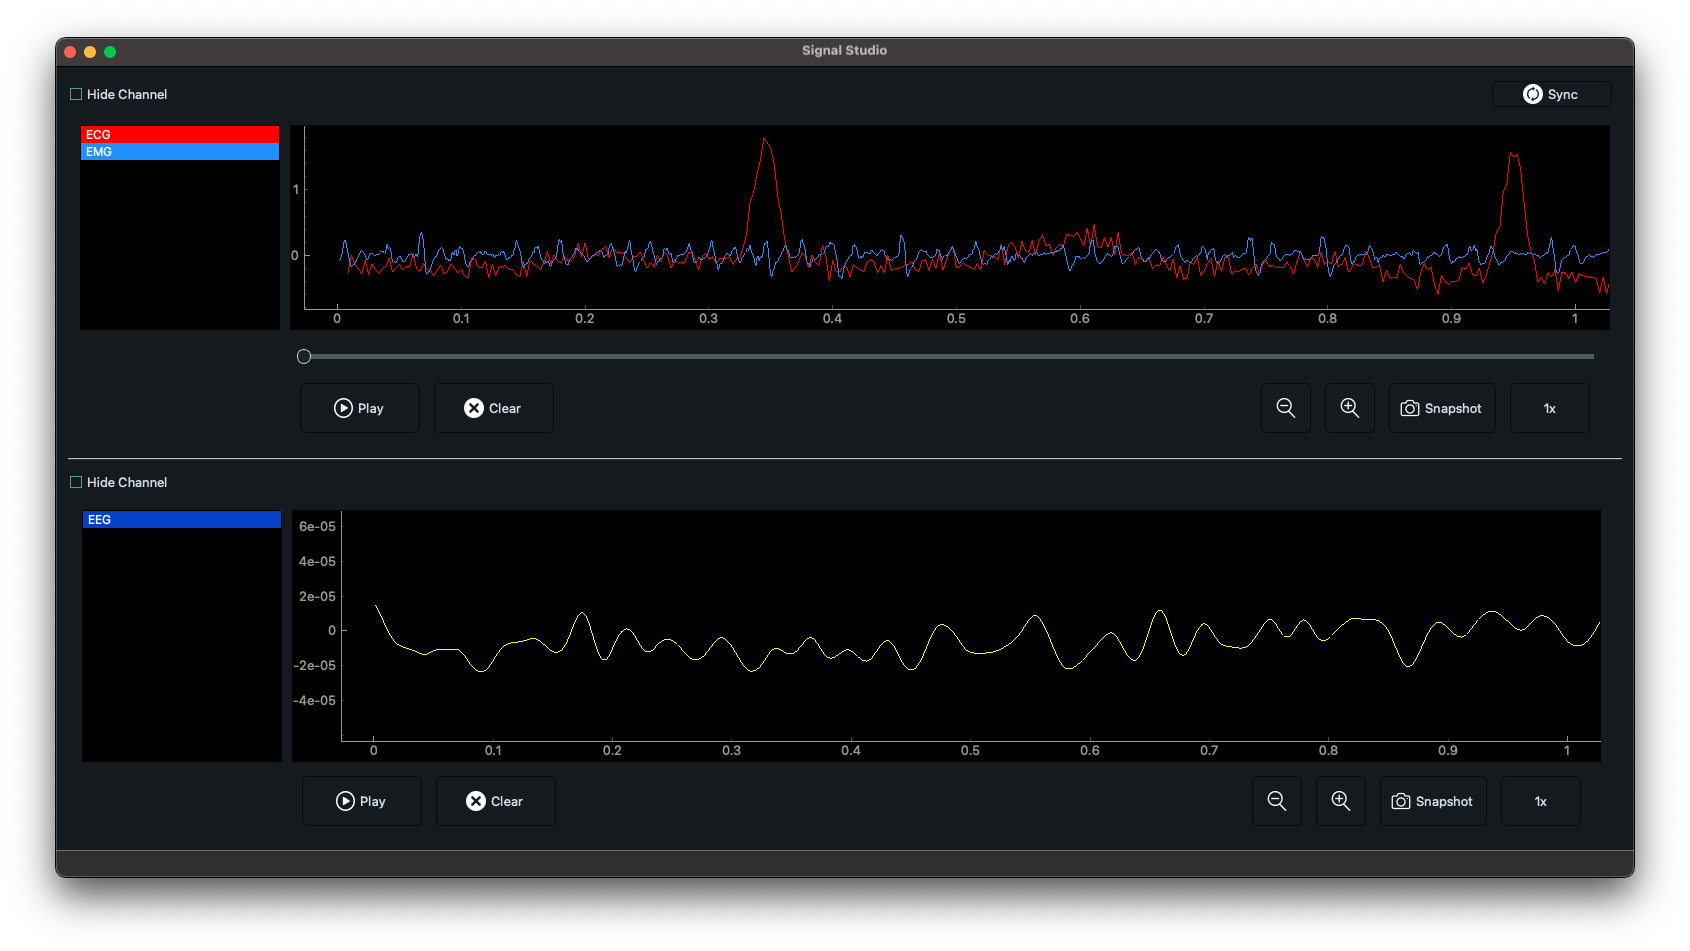 Signal Studio
Hide Channel
Sync
ECG
EMG
1
0
0 0.1 0.2 0.3 0.4 0.5 0.6 0.7 0.8 0.9 1
Play Clear Snapshot 1x
Hide Channel
EEG
6e-05
4e-05
2e-05
0
-2e-05
-4e-05
0 0.1 0.2 0.3 0.4 0.5 0.6 0.7 0.8 0.9 1
Play Clear Snapshot 1x